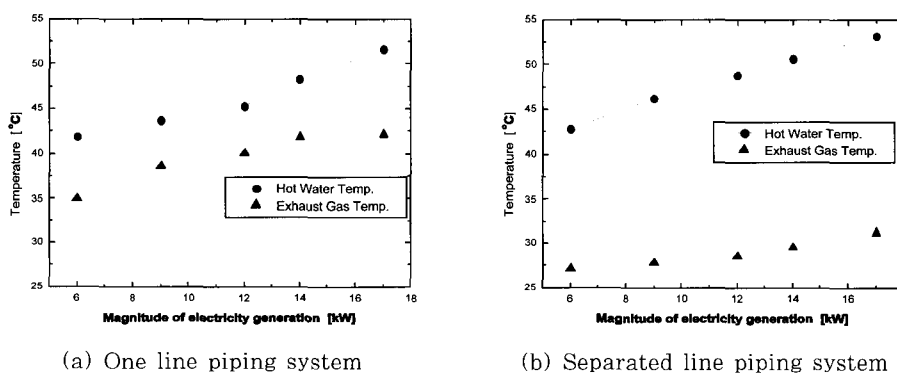 55
50
45
40
35
30
25
Temperature [°C]
Hot Water Temp.
Exhaust Gas Temp.
6 8 10 12 14 16 18
Magnitude of electricity generation [kW]
(a) One line piping system
55
50
45
40
35
30
25
Temperature [°C]
Hot Water Temp.
Exhaust Gas Temp.
6 8 10 12 14 16
Magnitude of electricity generation [kW]
(b) Separated line piping system